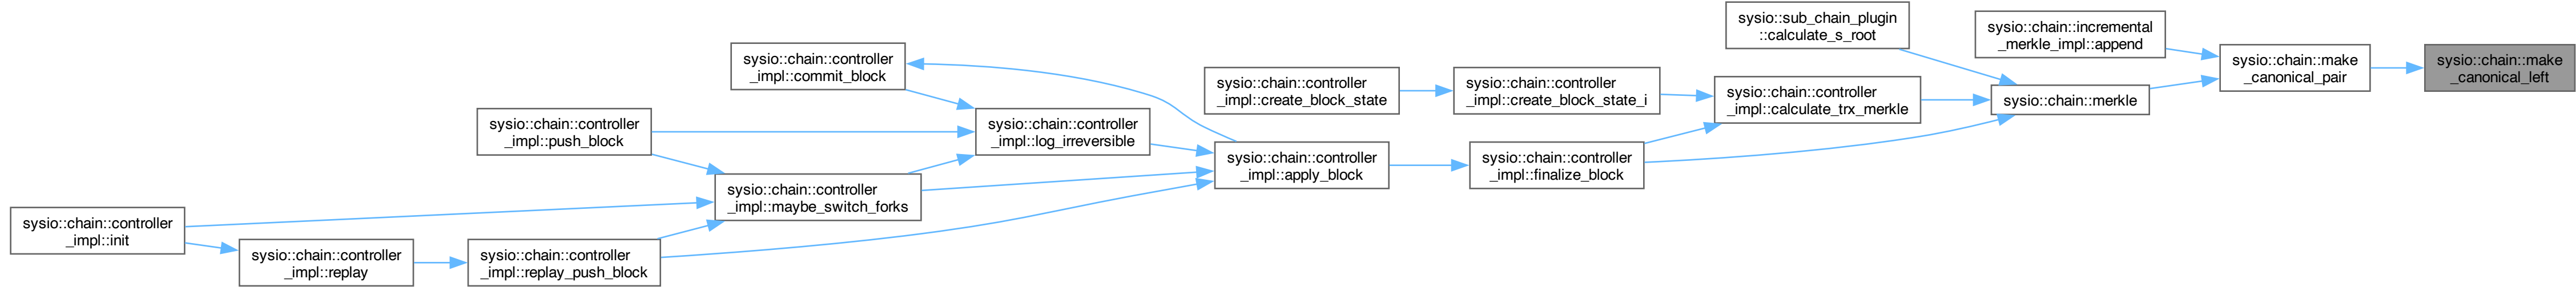 sysio::chain::make
_canonical_left
sysio::chain::make
_canonical_pair
sysio::chain::incremental
_merkle_impl::append
sysio::chain::merkle
sysio::sub_chain_plugin
::calculate_s_root
sysio::chain::controller
_impl::calculate_trx_merkle
sysio::chain::controller
_impl::create_block_state_i
sysio::chain::controller
_impl::create_block_state
sysio::chain::controller
_impl::finalize_block
sysio::chain::controller
_impl::apply_block
sysio::chain::controller
_impl::commit_block
sysio::chain::controller
_impl::log_irreversible
sysio::chain::controller
_impl::push_block
sysio::chain::controller
_impl::maybe_switch_forks
sysio::chain::controller
_impl::init
sysio::chain::controller
_impl::replay
sysio::chain::controller
_impl::replay_push_block